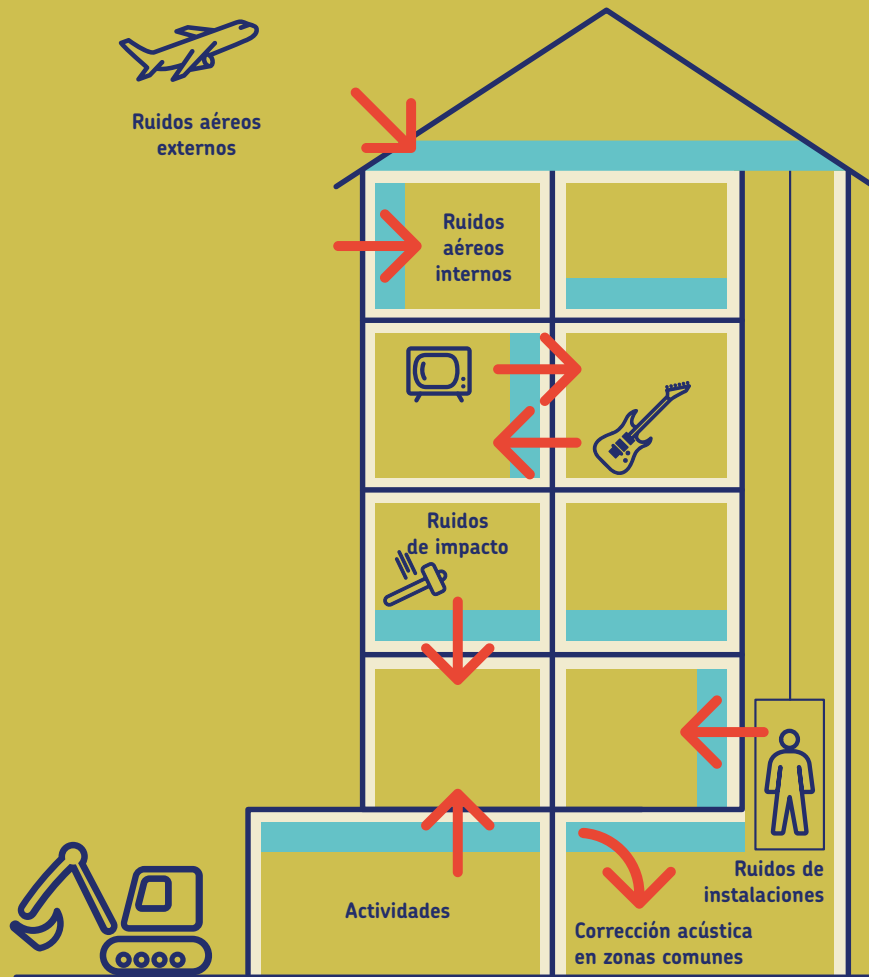 Ruidos aéreos
externos
Ruidos
aéreos
internos
Ruidos
de impacto
Ruidos de
instalaciones
Actividades
Corrección acústica
en zonas comunes